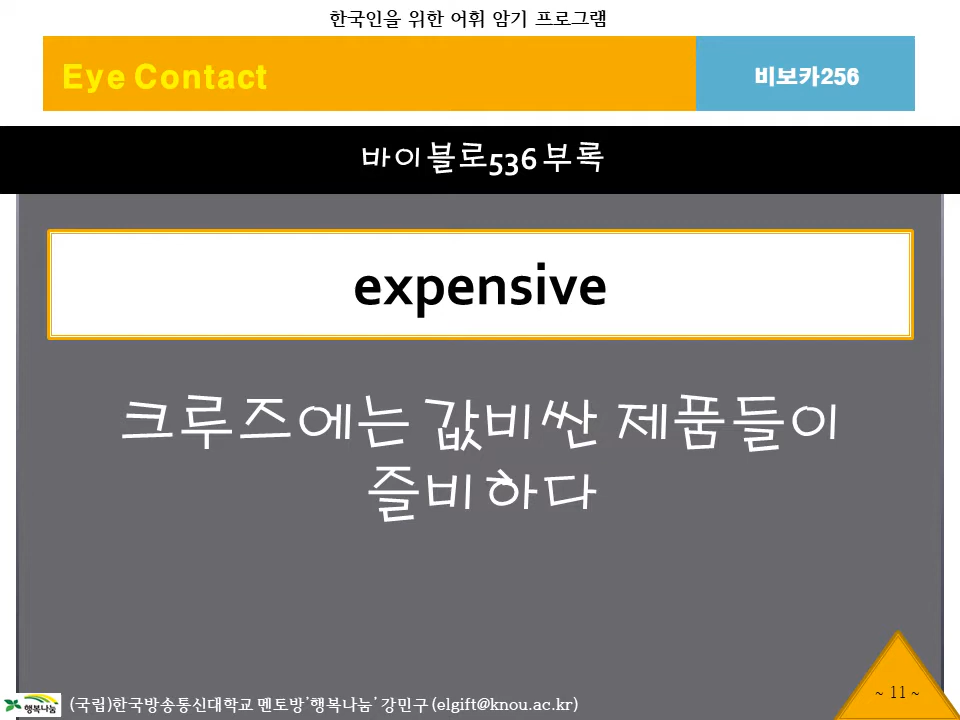 한국인을 위한 어휘 암기 프로그램
Eye Contact
비보카256
바이블로536 부록
expensive
크루즈에는 값비싼 제품들이
즐비하다
~ 11 ~
행복나눔
(국립)한국방송통신대학교 멘토방'행복나눔' 강민구 (elgift@knou.ac.kr)